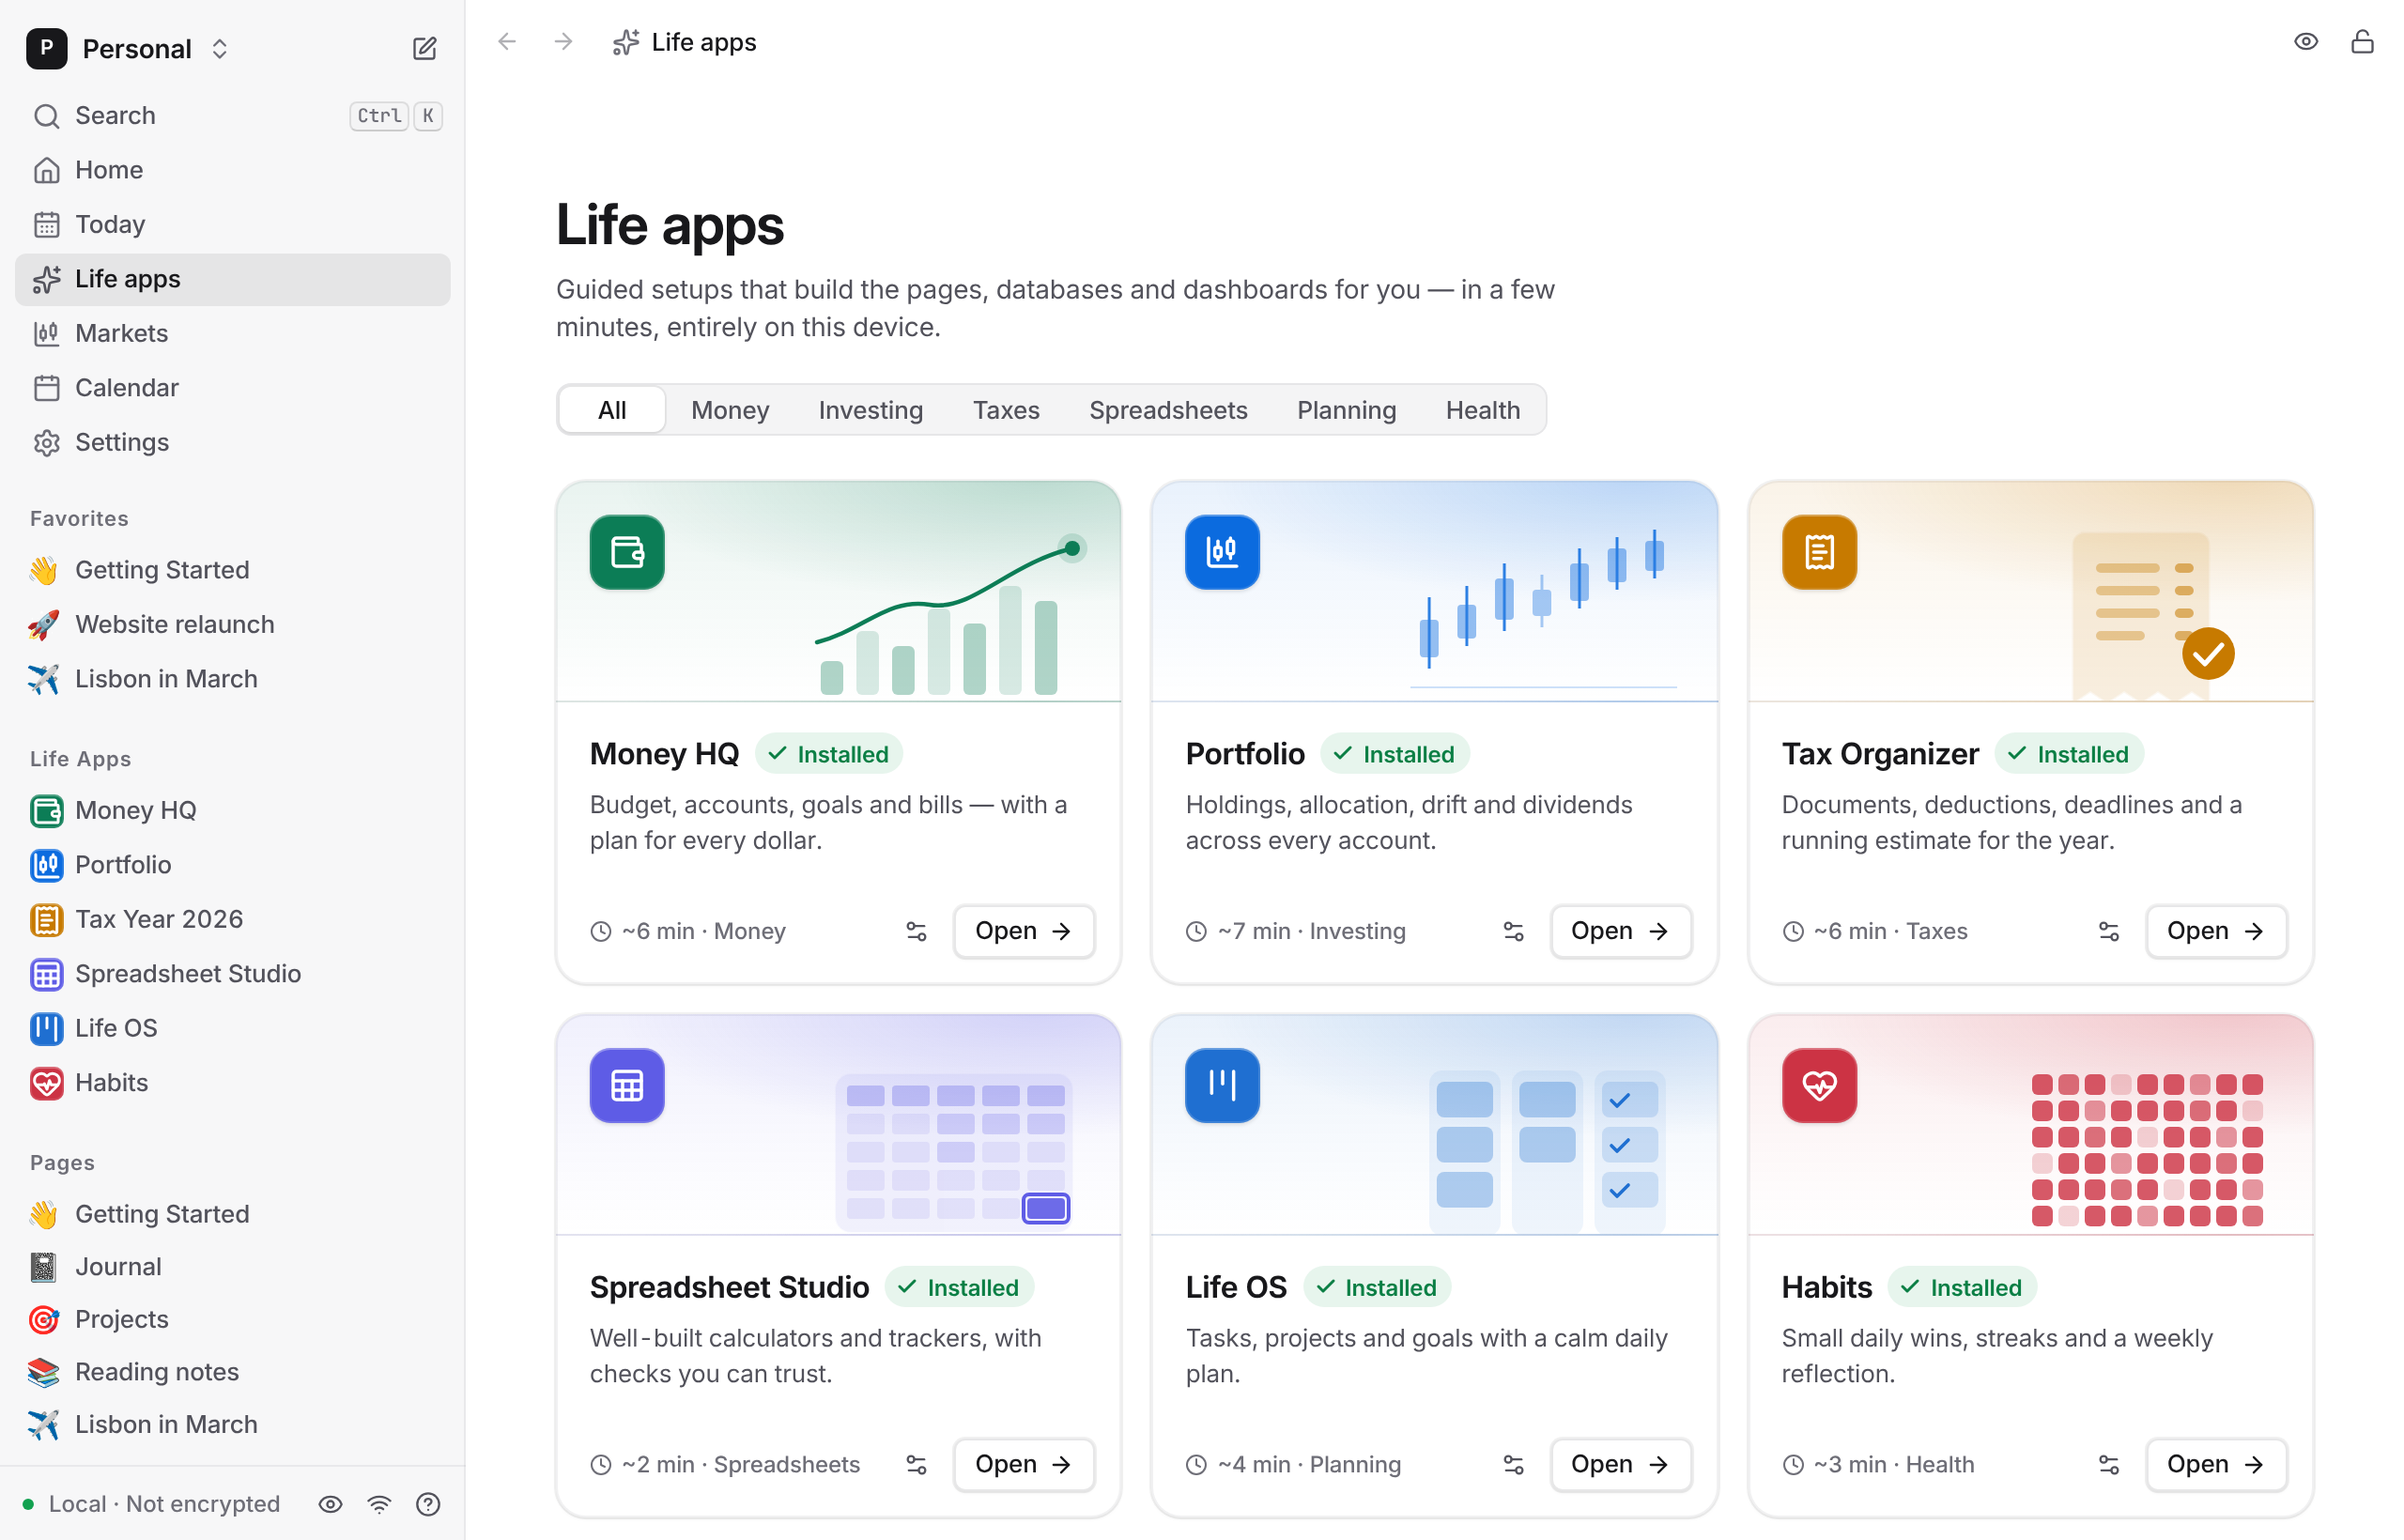 P Personal
Search Ctrl K
Home
Today
Life apps
Markets
Calendar
Settings
Favorites
Getting Started
Website relaunch
Lisbon in March
Life Apps
Money HQ
Portfolio
Tax Year 2026
Spreadsheet Studio
Life OS
Habits
Pages
Getting Started
Journal
Projects
Reading notes
Lisbon in March
Local · Not encrypted
Life apps
Life apps
Guided setups that build the pages, databases and dashboards for you — in a few
minutes, entirely on this device.
All Money Investing Taxes Spreadsheets Planning Health
Money HQ Installed
Budget, accounts, goals and bills — with a
plan for every dollar.
~6 min · Money Open
Portfolio Installed
Holdings, allocation, drift and dividends
across every account.
~7 min · Investing Open
Tax Organizer Installed
Documents, deductions, deadlines and a
running estimate for the year.
~6 min · Taxes Open
Spreadsheet Studio Installed
Well-built calculators and trackers, with
checks you can trust.
~2 min · Spreadsheets Open
Life OS Installed
Tasks, projects and goals with a calm daily
plan.
~4 min · Planning Open
Habits Installed
Small daily wins, streaks and a weekly
reflection.
~3 min · Health Open